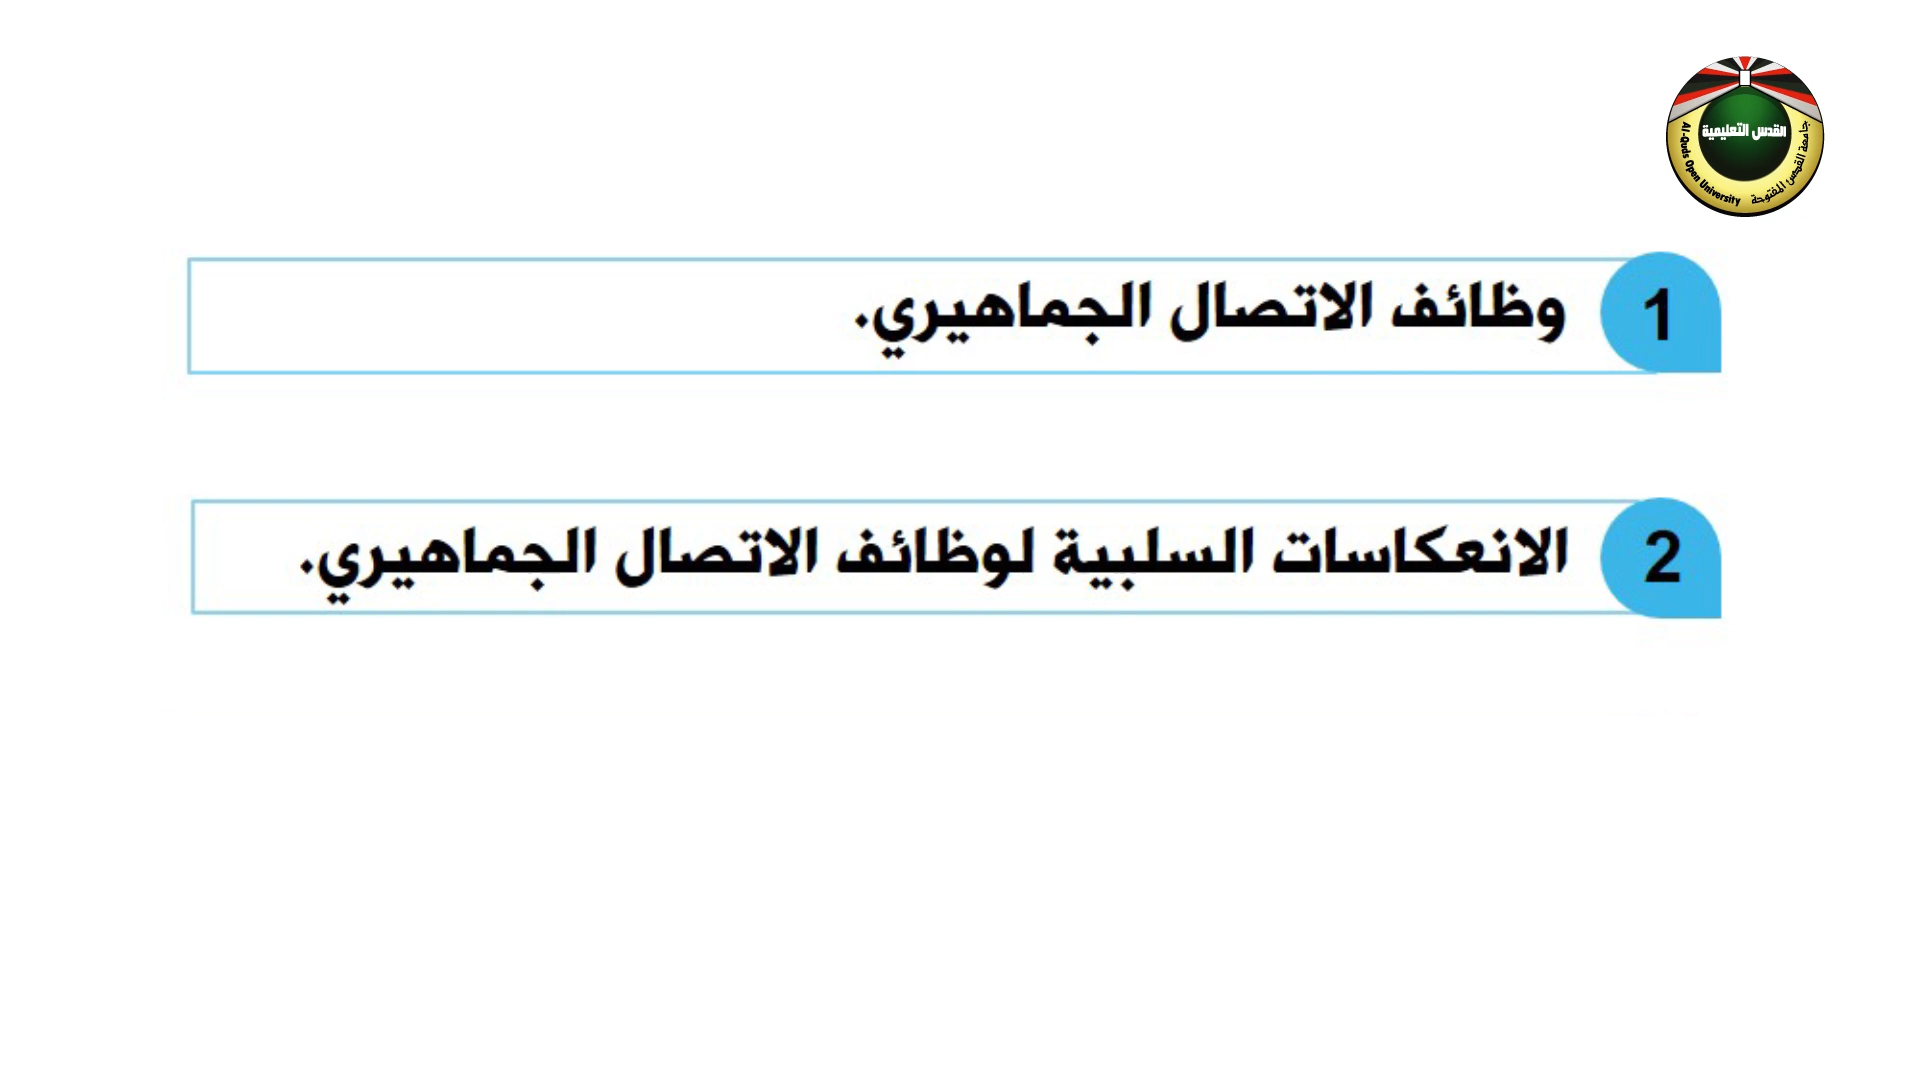 القدس التعليمية
جامعة القدس المفتوحة
Al-Quds Open University
1 وظائف الاتصال الجماهيري.
2 الانعكاسات السلبية لوظائف الاتصال الجماهيري.